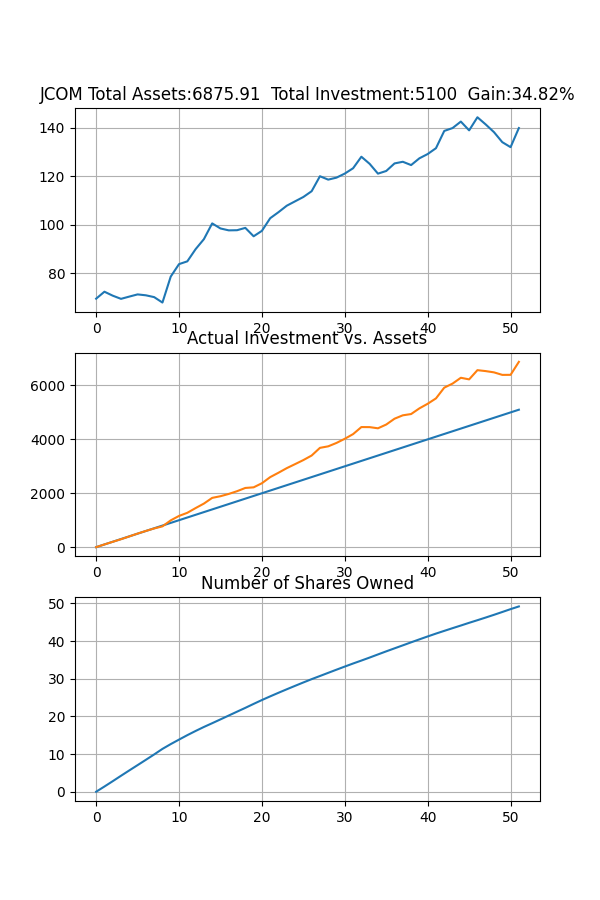 JCOM Total Assets:6875.91  Total Investment:5100  Gain:34.82%
140
120
100
80
0 10 20 30 40 50
Actual Investment vs. Assets
6000
4000
2000
0
0 10 20 30 40 50
Number of Shares Owned
50
40
30
20
10
0
0 10 20 30 40 50